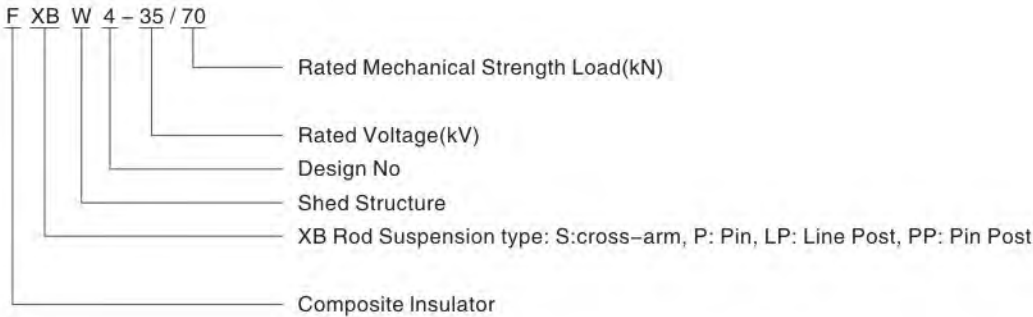 F XB W 4 – 35 / 70
Rated Mechanical Strength Load(kN)
Rated Voltage(kV)
Design No
Shed Structure
XB Rod Suspension type: S:cross–arm, P: Pin, LP: Line Post, PP: Pin Post
Composite Insulator